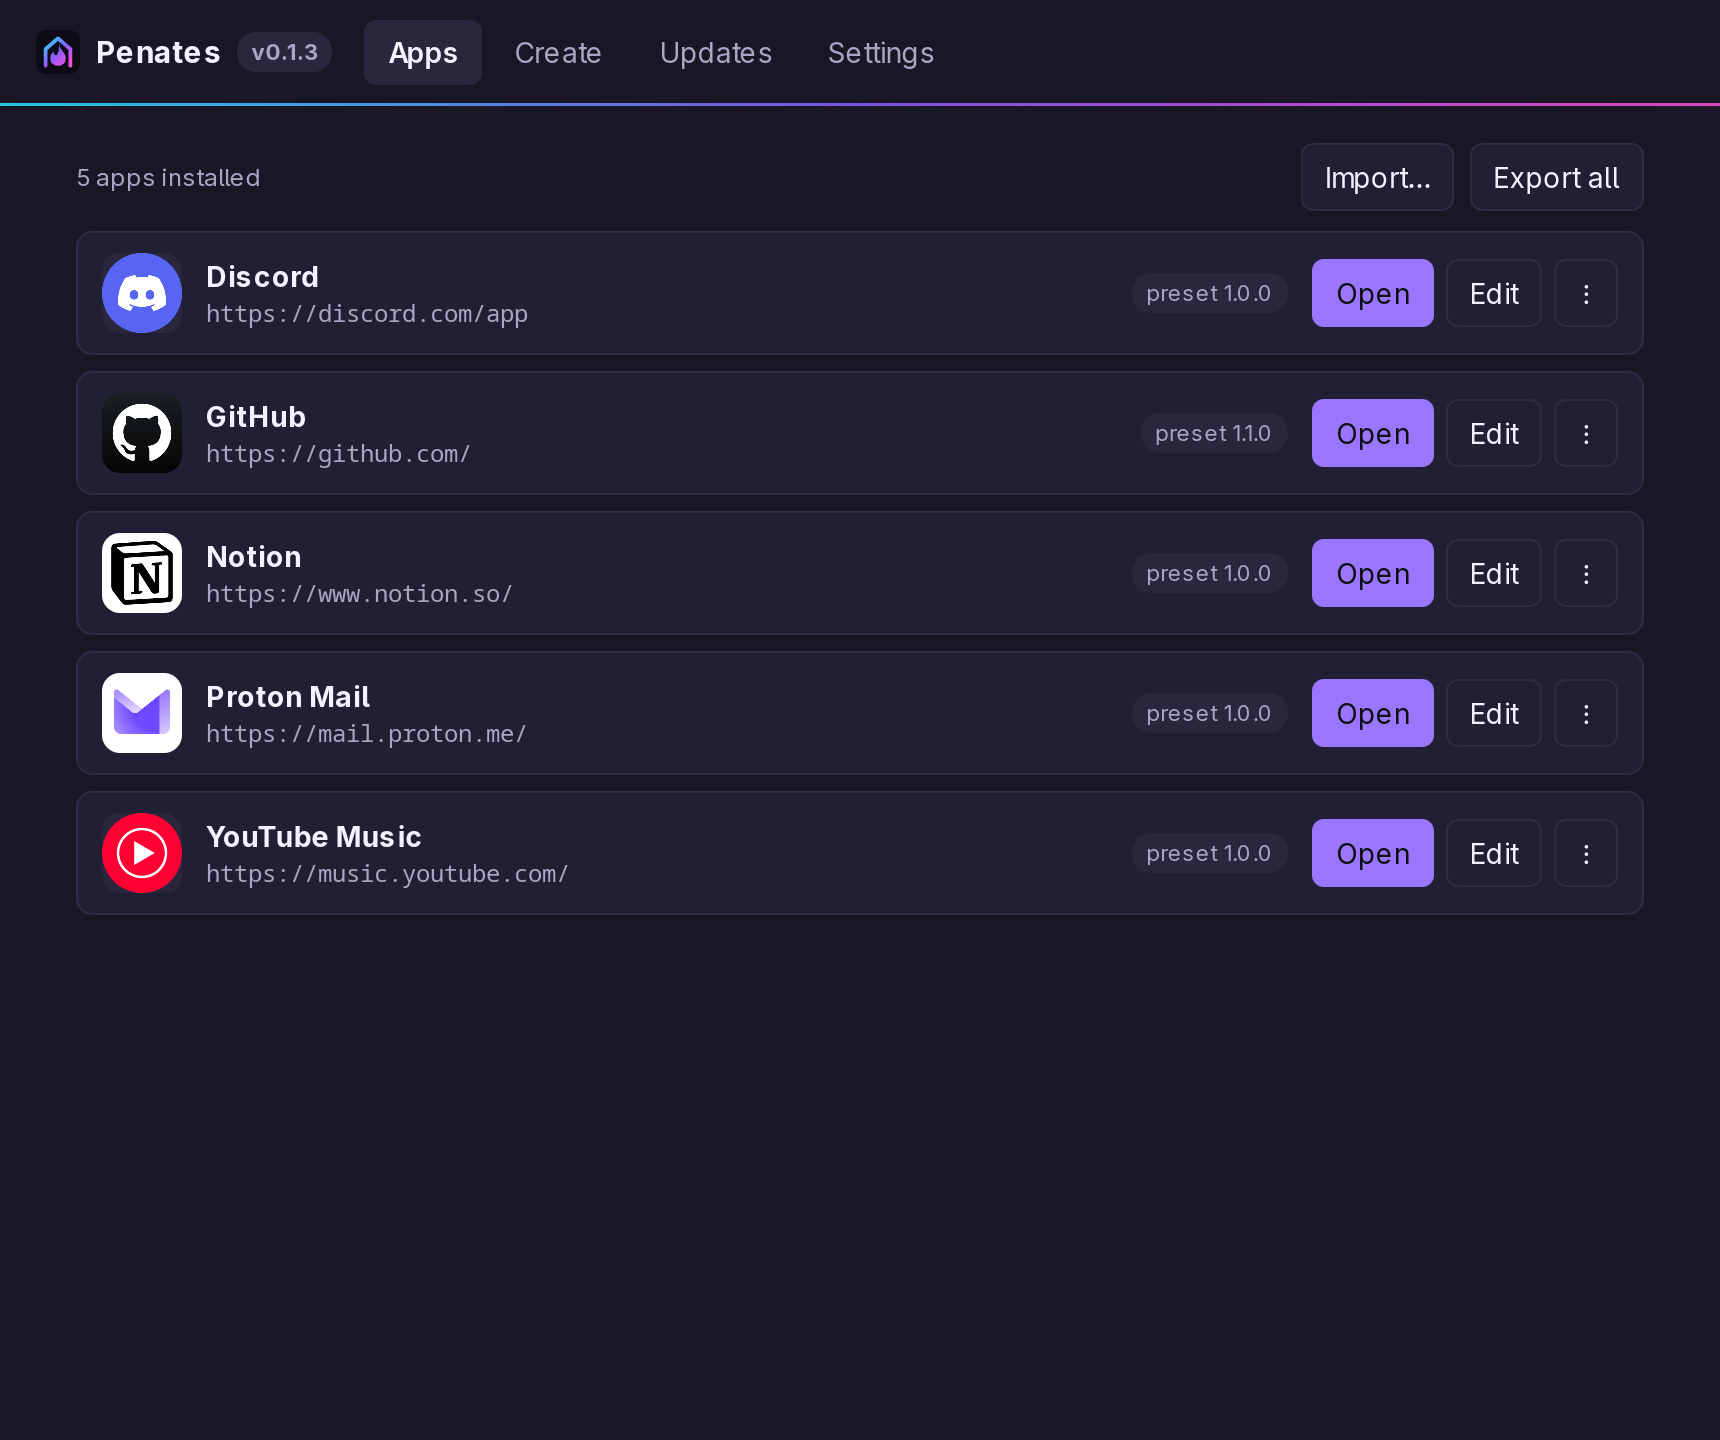 Penates v0.1.3 Apps Create Updates Settings
5 apps installed Import... Export all
Discord
https://discord.com/app
preset 1.0.0 Open Edit ⋮
GitHub
https://github.com/
preset 1.1.0 Open Edit ⋮
Notion
https://www.notion.so/
preset 1.0.0 Open Edit ⋮
Proton Mail
https://mail.proton.me/
preset 1.0.0 Open Edit ⋮
YouTube Music
https://music.youtube.com/
preset 1.0.0 Open Edit ⋮